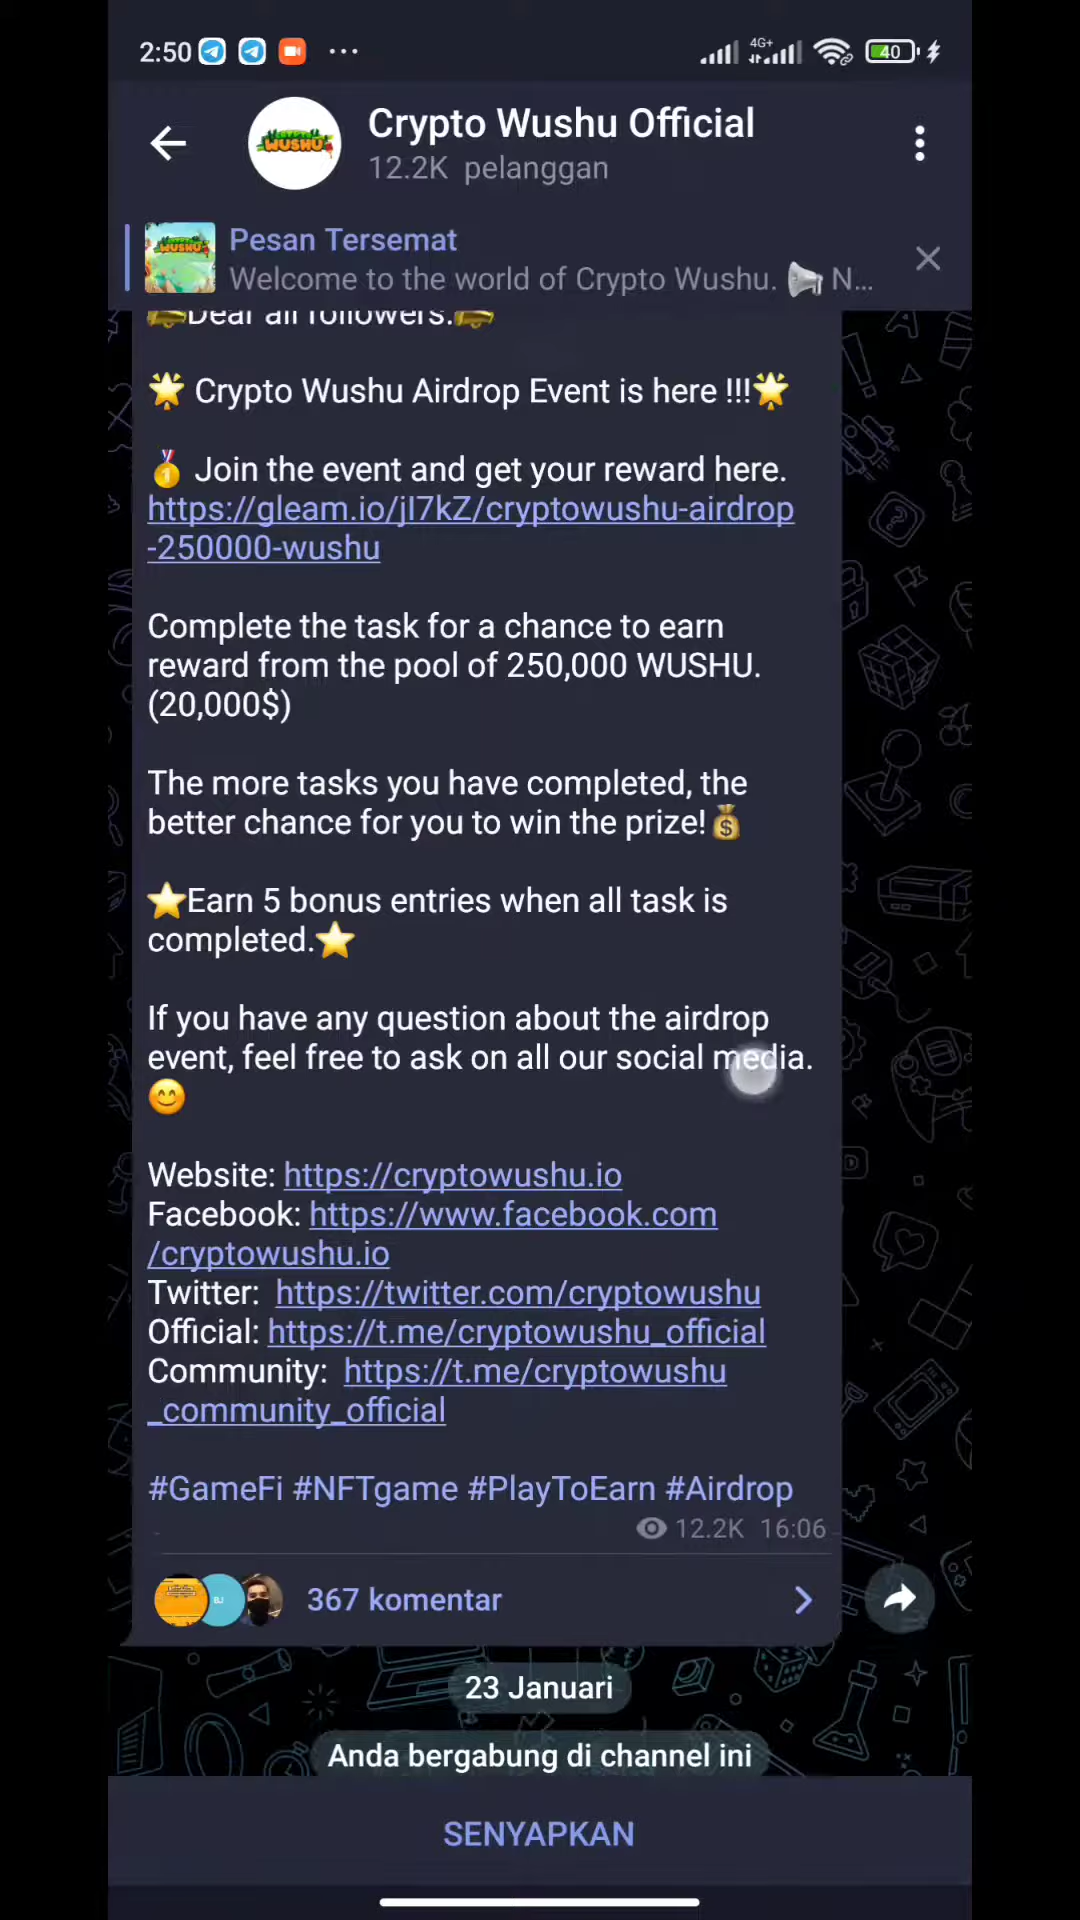 2:50
4G+
40
Crypto Wushu Official
12.2K pelanggan
Pesan Tersemat
Welcome to the world of Crypto Wushu. 📢 N...
Dear all followers.
🌟 Crypto Wushu Airdrop Event is here !!!🌟
🥇 Join the event and get your reward here.
https://gleam.io/jI7kZ/cryptowushu-airdrop
-250000-wushu
Complete the task for a chance to earn
reward from the pool of 250,000 WUSHU.
(20,000$)
The more tasks you have completed, the
better chance for you to win the prize!💰
⭐Earn 5 bonus entries when all task is
completed.⭐
If you have any question about the airdrop
event, feel free to ask on all our social media.
😊
Website: https://cryptowushu.io
Facebook: https://www.facebook.com
/cryptowushu.io
Twitter: https://twitter.com/cryptowushu
Official: https://t.me/cryptowushu_official
Community: https://t.me/cryptowushu
_community_official
#GameFi #NFTgame #PlayToEarn #Airdrop
12.2K 16:06
367 komentar
23 Januari
Anda bergabung di channel ini
SENYAPKAN